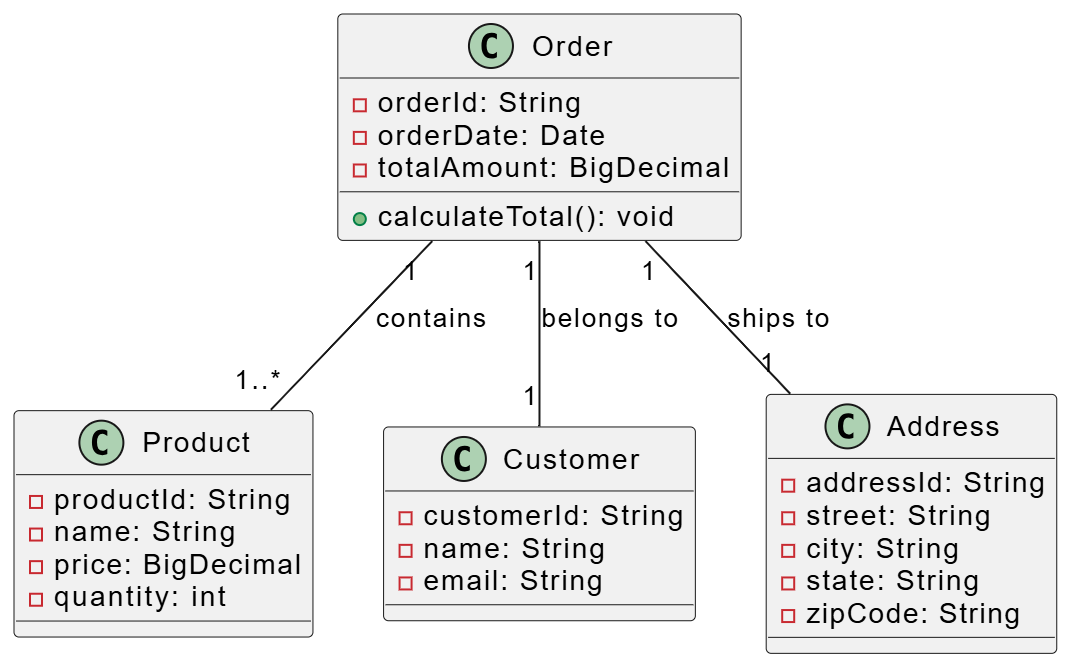 C Order
orderId: String
orderDate: Date
totalAmount: BigDecimal
calculateTotal(): void
1
1
1
contains
belongs to
ships to
1..*
1
1
C Product
productId: String
name: String
price: BigDecimal
quantity: int
C Customer
customerId: String
name: String
email: String
C Address
addressId: String
street: String
city: String
state: String
zipCode: String